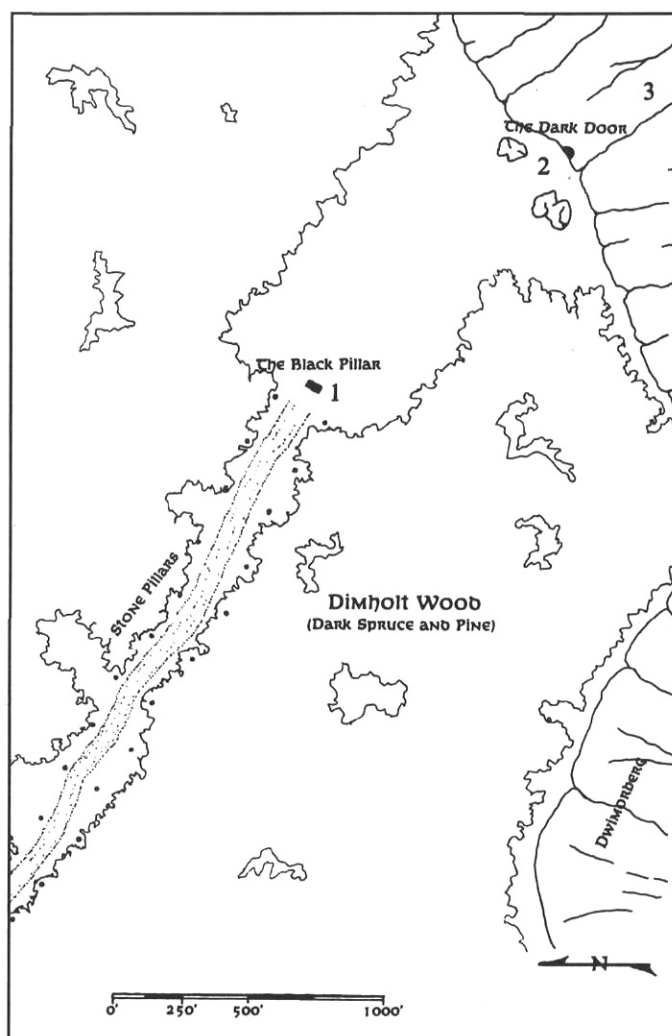 3
The Dark Door
2
The Black Pillar
1
Stone Pillars
Dimholt Wood
(Dark Spruce and Pine)
Dwimorberg
N
0' 250' 500' 1000'